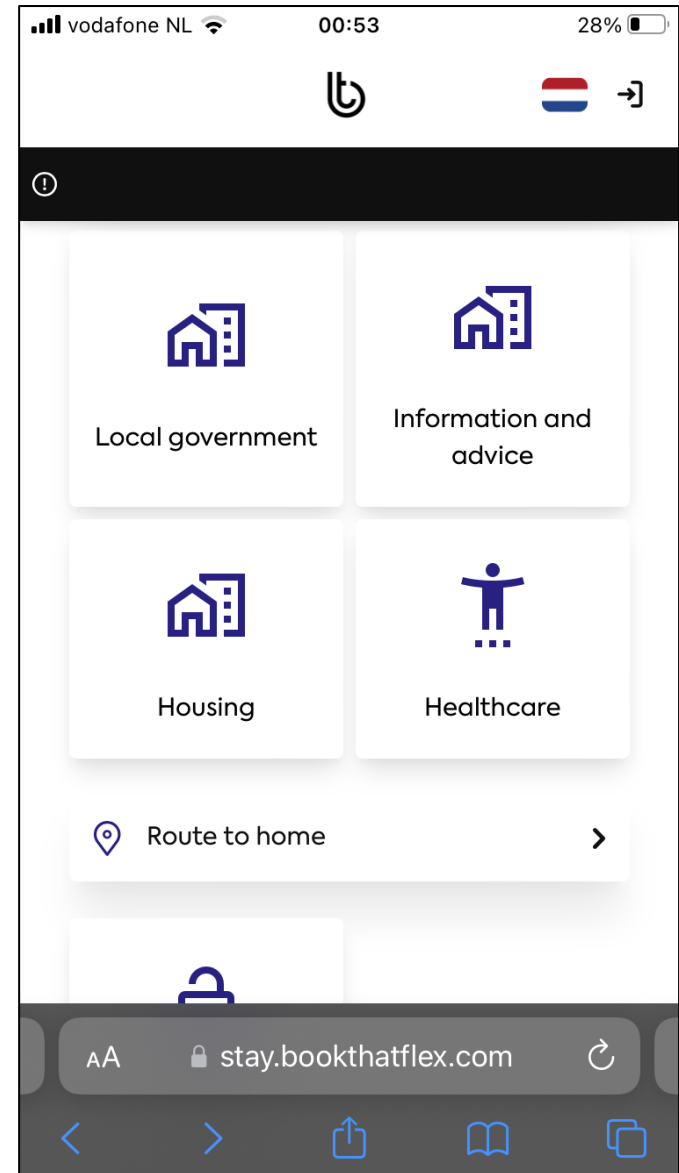 vodafone NL 00:53 28%
Local government
Information and
advice
Housing
Healthcare
Route to home
AA stay.bookthatflex.com